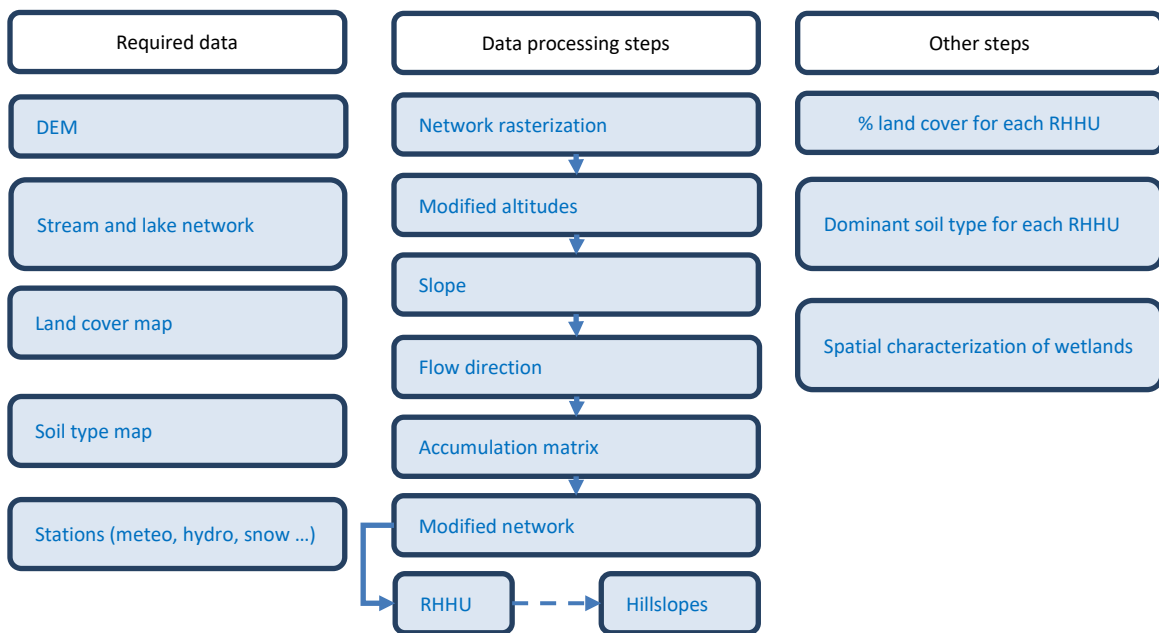 Required data
DEM
Stream and lake network
Land cover map
Soil type map
Stations (meteo, hydro, snow ...)
Data processing steps
Network rasterization
Modified altitudes
Slope
Flow direction
Accumulation matrix
Modified network
RHHU
Hillslopes
Other steps
% land cover for each RHHU
Dominant soil type for each RHHU
Spatial characterization of wetlands